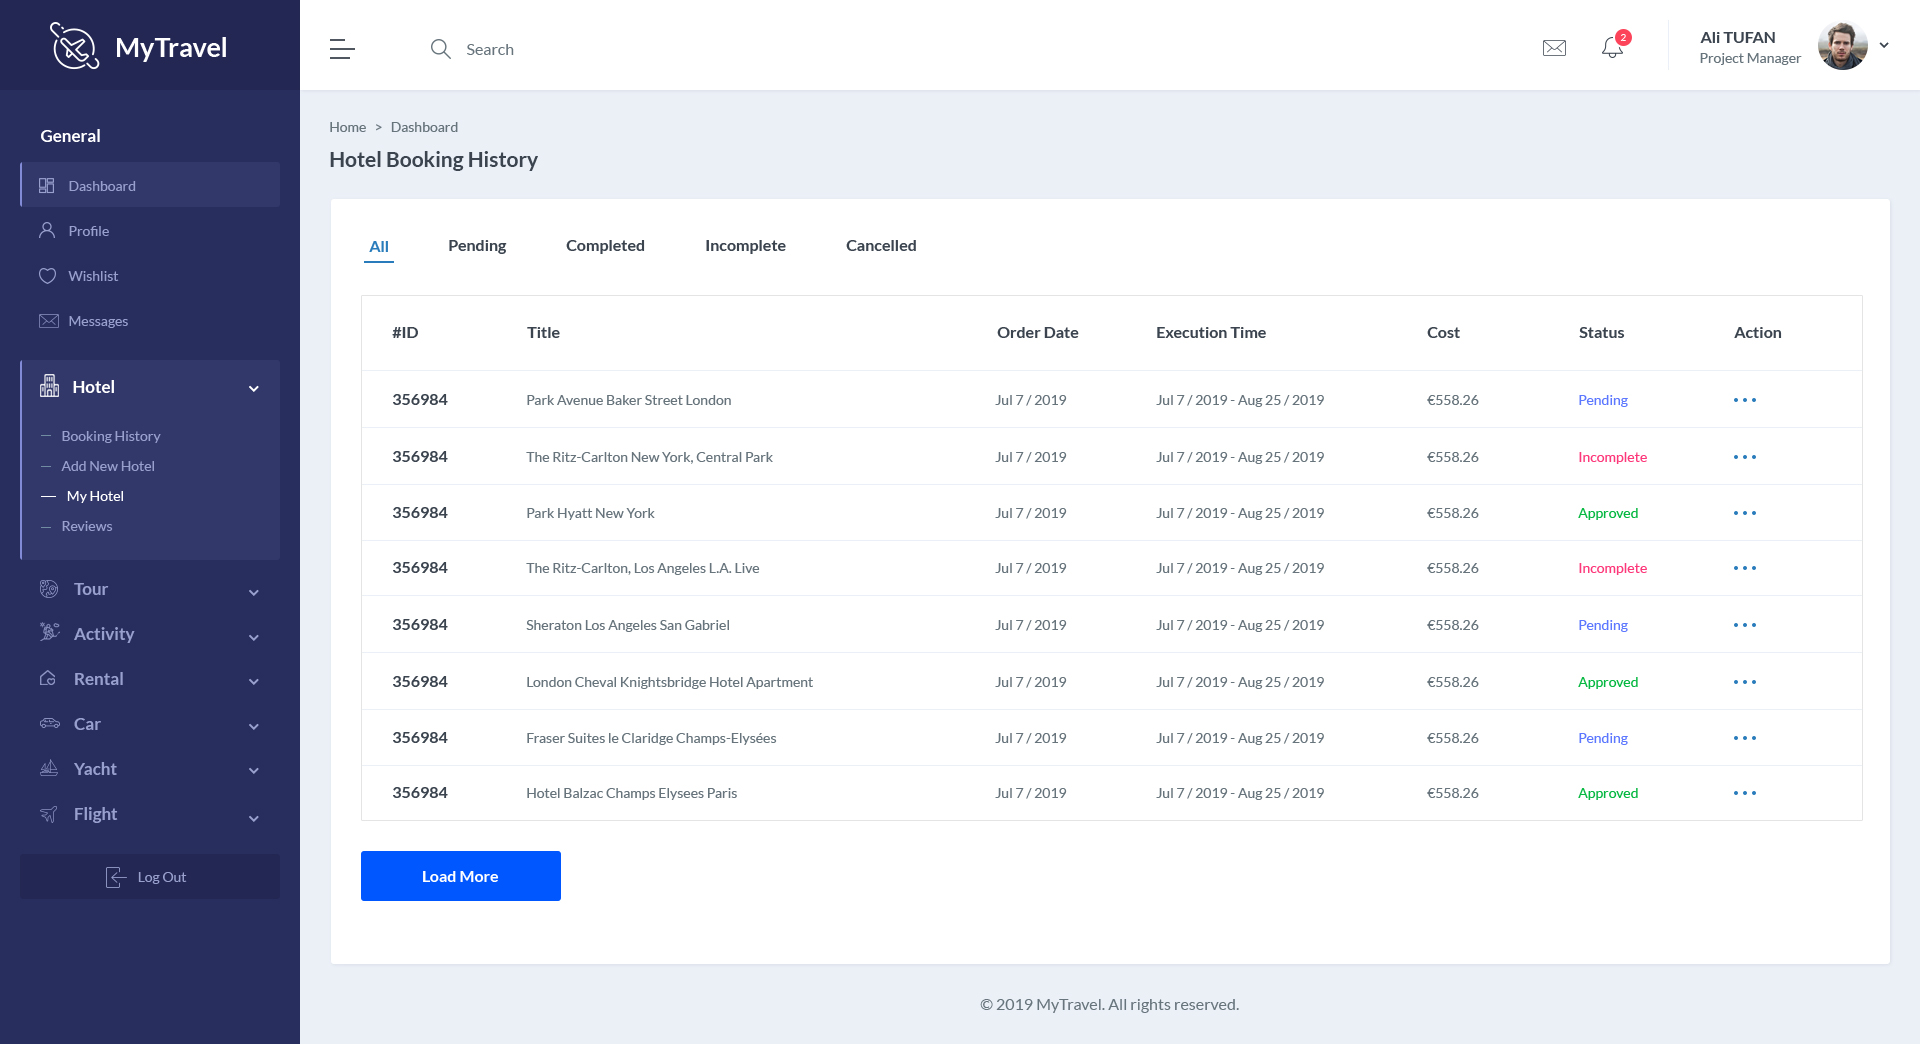 MyTravel
General
Dashboard
Profile
Wishlist
Messages
Hotel
Booking History
Add New Hotel
My Hotel
Reviews
Tour
Activity
Rental
Car
Yacht
Flight
Log Out
Search
2
Ali TUFAN
Project Manager
Home > Dashboard
Hotel Booking History
All Pending Completed Incomplete Cancelled
#ID Title Order Date Execution Time Cost Status Action
356984 Park Avenue Baker Street London Jul 7 / 2019 Jul 7 / 2019 - Aug 25 / 2019 €558.26 Pending
356984 The Ritz-Carlton New York, Central Park Jul 7 / 2019 Jul 7 / 2019 - Aug 25 / 2019 €558.26 Incomplete
356984 Park Hyatt New York Jul 7 / 2019 Jul 7 / 2019 - Aug 25 / 2019 €558.26 Approved
356984 The Ritz-Carlton, Los Angeles L.A. Live Jul 7 / 2019 Jul 7 / 2019 - Aug 25 / 2019 €558.26 Incomplete
356984 Sheraton Los Angeles San Gabriel Jul 7 / 2019 Jul 7 / 2019 - Aug 25 / 2019 €558.26 Pending
356984 London Cheval Knightsbridge Hotel Apartment Jul 7 / 2019 Jul 7 / 2019 - Aug 25 / 2019 €558.26 Approved
356984 Fraser Suites le Claridge Champs-Elysées Jul 7 / 2019 Jul 7 / 2019 - Aug 25 / 2019 €558.26 Pending
356984 Hotel Balzac Champs Elysees Paris Jul 7 / 2019 Jul 7 / 2019 - Aug 25 / 2019 €558.26 Approved
Load More
© 2019 MyTravel. All rights reserved.